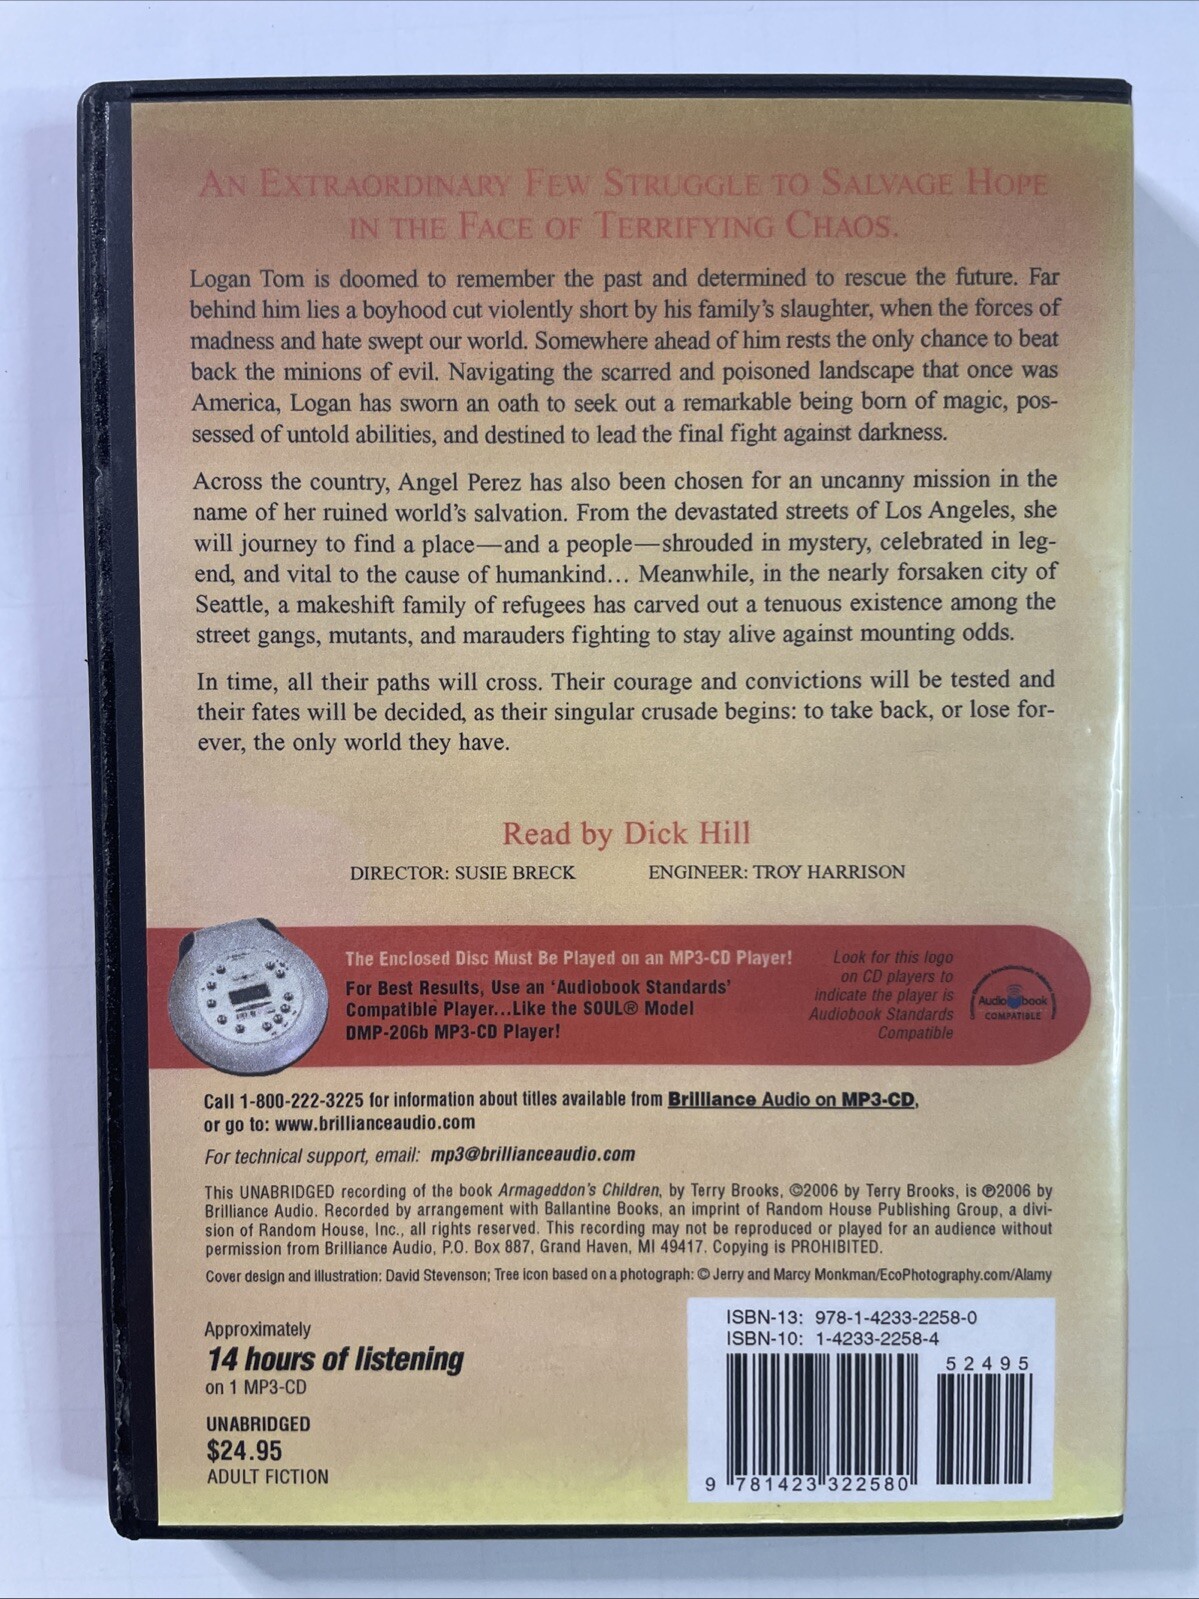 AN EXTRAORDINARY FEW STRUGGLE TO SALVAGE HOPE
IN THE FACE OF TERRIFYING CHAOS.
Logan Tom is doomed to remember the past and determined to rescue the future. Far
behind him lies a boyhood cut violently short by his family's slaughter, when the forces of
madness and hate swept our world. Somewhere ahead of him rests the only chance to beat
back the minions of evil. Navigating the scarred and poisoned landscape that once was
America, Logan has sworn an oath to seek out a remarkable being born of magic, pos-
sessed of untold abilities, and destined to lead the final fight against darkness.
Across the country, Angel Perez has also been chosen for an uncanny mission in the
name of her ruined world's salvation. From the devastated streets of Los Angeles, she
will journey to find a place—and a people—shrouded in mystery, celebrated in leg-
end, and vital to the cause of humankind... Meanwhile, in the nearly forsaken city of
Seattle, a makeshift family of refugees has carved out a tenuous existence among the
street gangs, mutants, and marauders fighting to stay alive against mounting odds.
In time, all their paths will cross. Their courage and convictions will be tested and
their fates will be decided, as their singular crusade begins: to take back, or lose for-
ever, the only world they have.
Read by Dick Hill
DIRECTOR: SUSIE BRECK ENGINEER: TROY HARRISON
The Enclosed Disc Must Be Played on an MP3-CD Player!
For Best Results, Use an 'Audiobook Standards'
Compatible Player...Like the SOUL® Model
DMP-206b MP3-CD Player!
Look for this logo
on CD players to
indicate the player is
Audiobook Standards
Compatible
Audiobook
COMPATIBLE
Call 1-800-222-3225 for information about titles available from Brilliance Audio on MP3-CD,
or go to: www.brillianceaudio.com
For technical support, email: mp3@brillianceaudio.com
This UNABRIDGED recording of the book Armageddon's Children, by Terry Brooks, ©2006 by Terry Brooks, is ℗2006 by
Brilliance Audio. Recorded by arrangement with Ballantine Books, an imprint of Random House Publishing Group, a divi-
sion of Random House, Inc., all rights reserved. This recording may not be reproduced or played for an audience without
permission from Brilliance Audio, P.O. Box 887, Grand Haven, MI 49417. Copying is PROHIBITED.
Cover design and illustration: David Stevenson; Tree icon based on a photograph: © Jerry and Marcy Monkman/EcoPhotography.com/Alamy
Approximately
14 hours of listening
on 1 MP3-CD
UNABRIDGED
$24.95
ADULT FICTION
ISBN-13: 978-1-4233-2258-0
ISBN-10: 1-4233-2258-4
52495
9 781423 322580